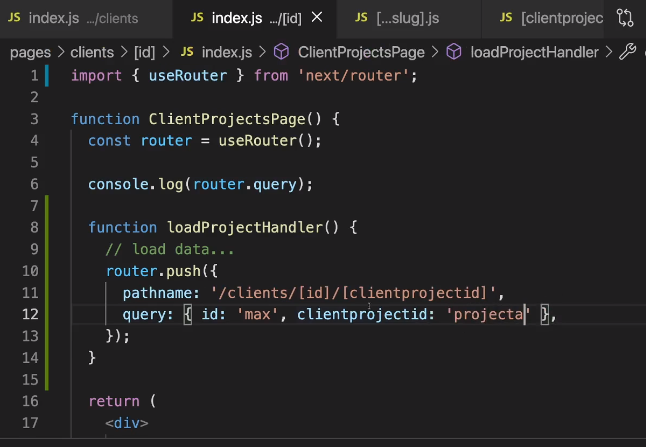 JS index.js .../clients JS index.js .../[id] JS [...slug].js JS [clientprojec
pages > clients > [id] > JS index.js > ClientProjectsPage > loadProjectHandler >
1 import { useRouter } from 'next/router';
2
3 function ClientProjectsPage() {
4 const router = useRouter();
5
6 console.log(router.query);
7
8 function loadProjectHandler() {
9 // load data...
10 router.push({
11 pathname: '/clients/[id]/[clientprojectid]',
12 query: { id: 'max', clientprojectid: 'projecta' },
13 });
14 }
15
16 return (
17 <div>